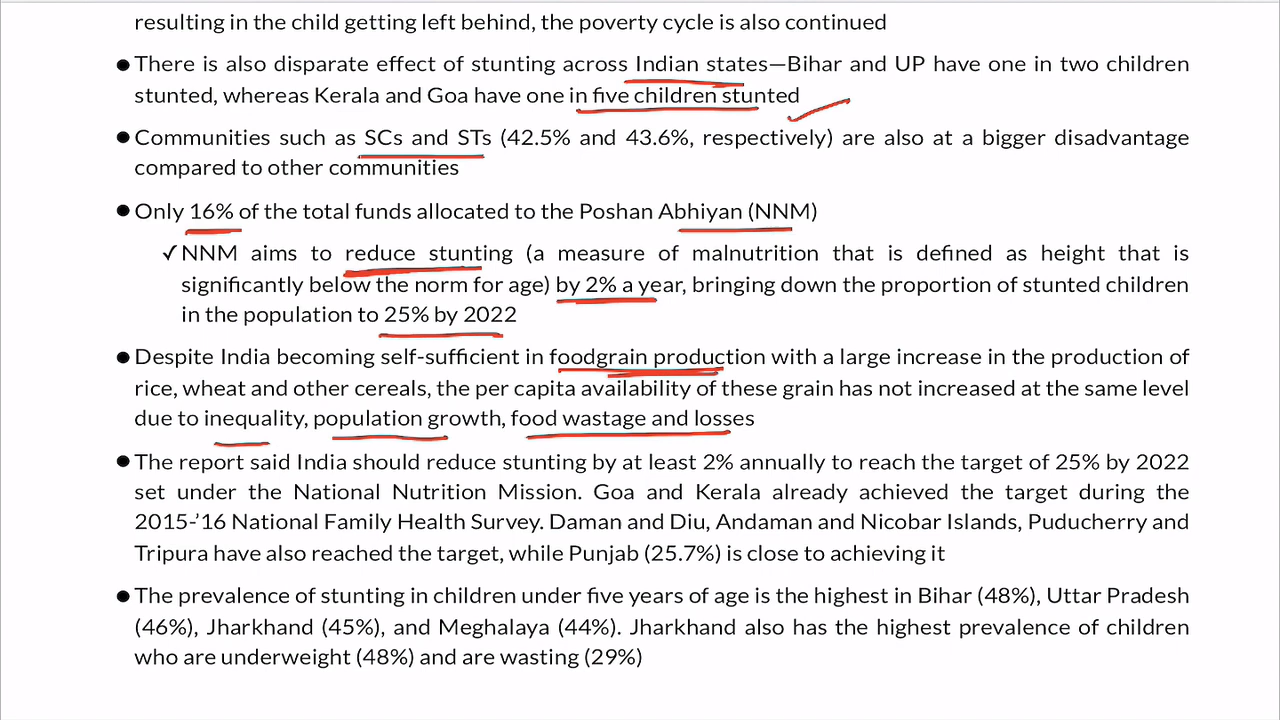 resulting in the child getting left behind, the poverty cycle is also continued
● There is also disparate effect of stunting across Indian states—Bihar and UP have one in two children
stunted, whereas Kerala and Goa have one in five children stunted
● Communities such as SCs and STs (42.5% and 43.6%, respectively) are also at a bigger disadvantage
compared to other communities
● Only 16% of the total funds allocated to the Poshan Abhiyan (NNM)
✓ NNM aims to reduce stunting (a measure of malnutrition that is defined as height that is
significantly below the norm for age) by 2% a year, bringing down the proportion of stunted children
in the population to 25% by 2022
● Despite India becoming self-sufficient in foodgrain production with a large increase in the production of
rice, wheat and other cereals, the per capita availability of these grain has not increased at the same level
due to inequality, population growth, food wastage and losses
● The report said India should reduce stunting by at least 2% annually to reach the target of 25% by 2022
set under the National Nutrition Mission. Goa and Kerala already achieved the target during the
2015-’16 National Family Health Survey. Daman and Diu, Andaman and Nicobar Islands, Puducherry and
Tripura have also reached the target, while Punjab (25.7%) is close to achieving it
● The prevalence of stunting in children under five years of age is the highest in Bihar (48%), Uttar Pradesh
(46%), Jharkhand (45%), and Meghalaya (44%). Jharkhand also has the highest prevalence of children
who are underweight (48%) and are wasting (29%)